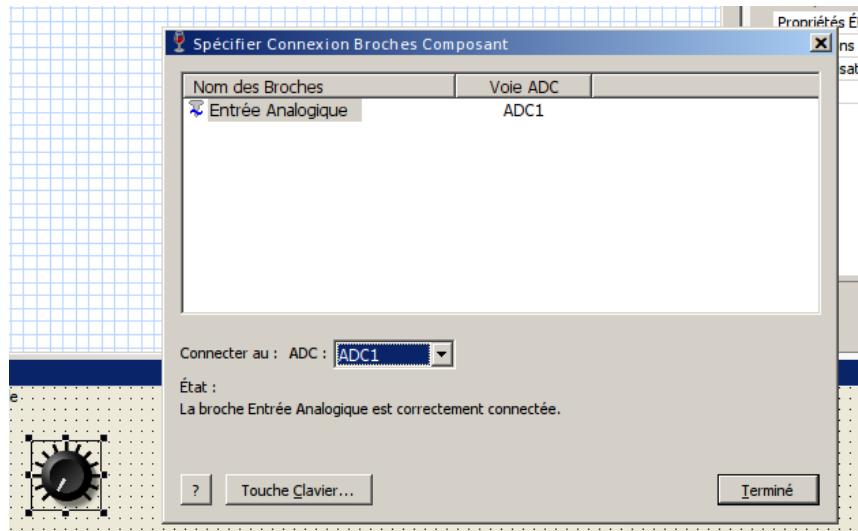 Propriétés É
Spécifier Connexion Broches Composant
ns
sat
Nom des Broches Voie ADC
Entrée Analogique ADC1
Connecter au : ADC : ADC1
État :
e
La broche Entrée Analogique est correctement connectée.
? Touche Clavier... Terminé